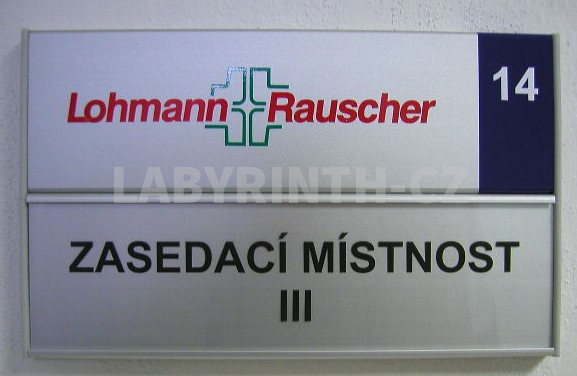 Lohmann Rauscher
14
LABYRINTH-CZ
ZASEDACÍ MÍSTNOST
III